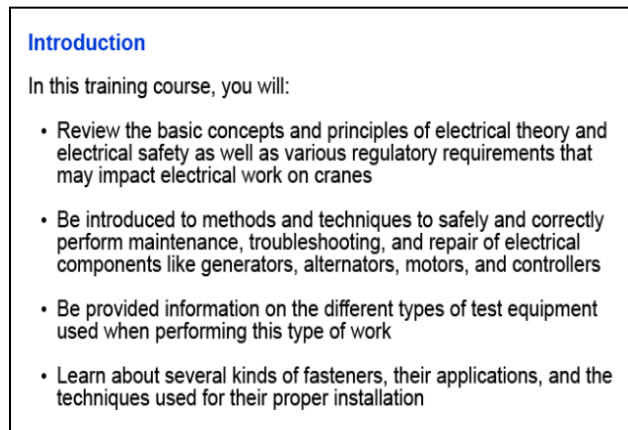 Introduction
In this training course, you will:
• Review the basic concepts and principles of electrical theory and
electrical safety as well as various regulatory requirements that
may impact electrical work on cranes
• Be introduced to methods and techniques to safely and correctly
perform maintenance, troubleshooting, and repair of electrical
components like generators, alternators, motors, and controllers
• Be provided information on the different types of test equipment
used when performing this type of work
• Learn about several kinds of fasteners, their applications, and the
techniques used for their proper installation